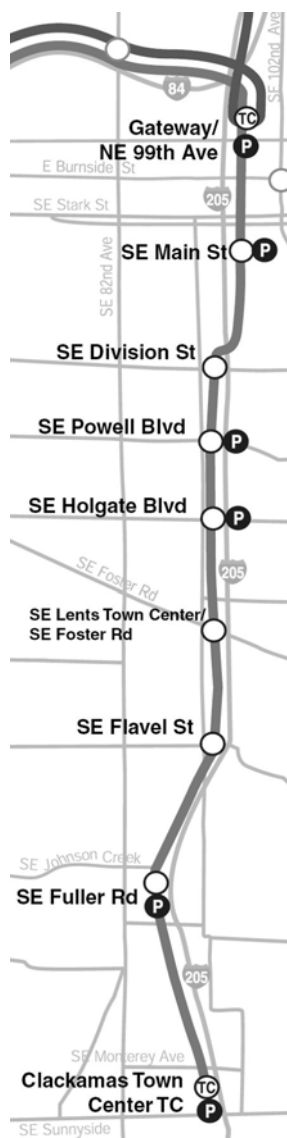 SE 102nd Ave
84
TC
Gateway/
NE 99th Ave
P
E Burnside St
205
SE Stark St
SE Main St
P
SE 82nd Ave
SE Division St
SE Powell Blvd
P
SE Holgate Blvd
P
SE Foster Rd
205
SE Lents Town Center/
SE Foster Rd
SE Flavel St
SE Johnson Creek
SE Fuller Rd
P
205
SE Monterey Ave
Clackamas Town
TC
Center TC
P
SE Sunnyside